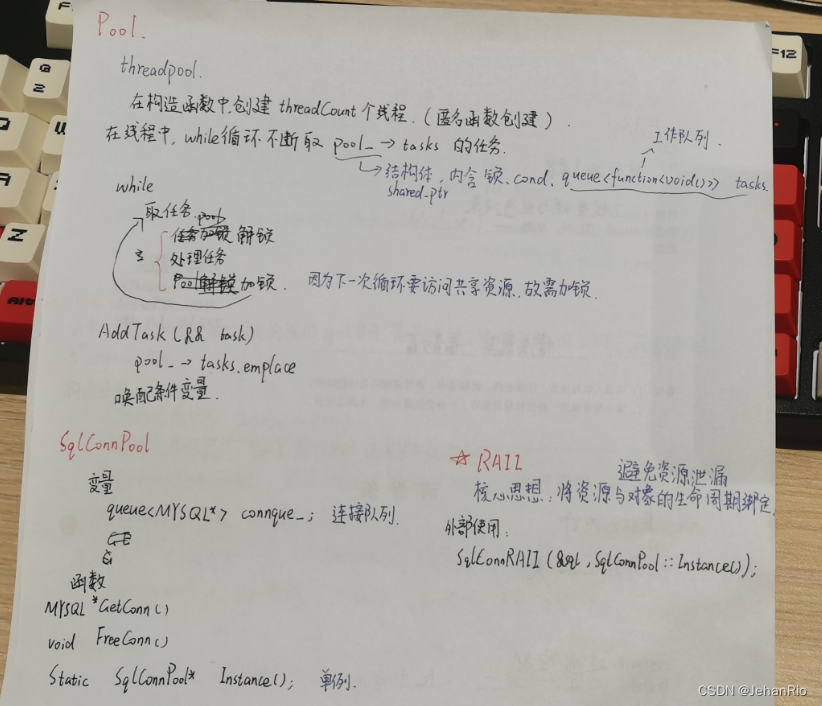 Pool.
threadpool.
在构造函数中,创建 threadCount 个线程. (匿名函数创建).
在线程中, while循环不断取 pool_ → tasks 的任务.
工作队列.
结构体, 内含 锁, cond, queue<function<void()>> tasks.
shared_ptr
while
取任务
pool 解锁
处理任务
加锁. 因为下一次循环要访问共享资源,故需加锁.
AddTask (&& task)
pool_ → tasks.emplace
唤配条件变量.
SqlConnPool
变量
queue<MYSQL*> connque_; 连接队列.
函数
MYSQL *GetConn()
void FreeConn()
Static SqlConnPool* Instance(); 单例.
☆ RAII
避免资源泄漏
核心思想: 将资源与对象的生命周期绑定.
外部使用:
SqlConnRAII (&sql, SqlConnPool::Instance());
F12
Q
2
Q
W
Z
Alt
CSDN @JehanRio